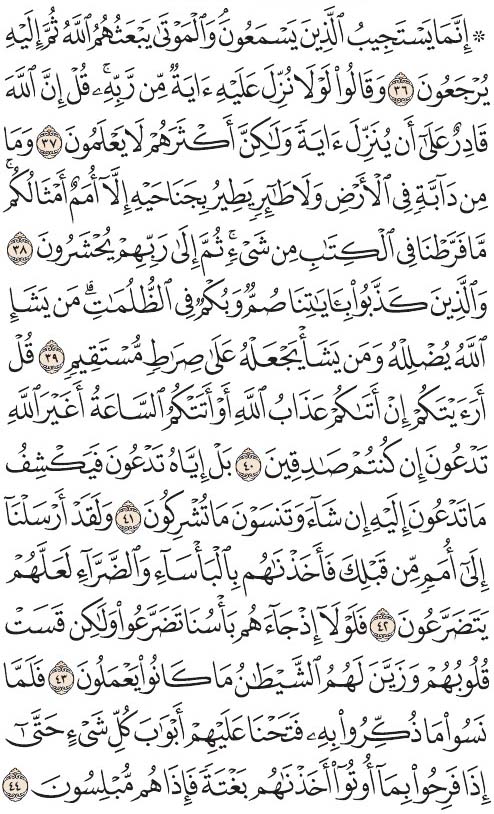 ۞ إِنَّمَا يَسْتَجِيبُ ٱلَّذِينَ يَسْمَعُونَۘ وَٱلْمَوْتَىٰ يَبْعَثُهُمُ ٱللَّهُ ثُمَّ إِلَيْهِ
يُرْجَعُونَ ٣٦ وَقَالُوا۟ لَوْلَا نُزِّلَ عَلَيْهِ ءَايَةٌ مِّن رَّبِّهِۦۚ قُلْ إِنَّ ٱللَّهَ
قَادِرٌ عَلَىٰٓ أَن يُنَزِّلَ ءَايَةً وَلَٰكِنَّ أَكْثَرَهُمْ لَا يَعْلَمُونَ ٣٧ وَمَا
مِن دَآبَّةٍ فِى ٱلْأَرْضِ وَلَا طَٰٓئِرٍ يَطِيرُ بِجَنَاحَيْهِ إِلَّآ أُمَمٌ أَمْثَالُكُمۚ
مَّا فَرَّطْنَا فِى ٱلْكِتَٰبِ مِن شَىْءٍۚ ثُمَّ إِلَىٰ رَبِّهِمْ يُحْشَرُونَ ٣٨
وَٱلَّذِينَ كَذَّبُوا۟ بِـَٔايَٰتِنَا صُمٌّ وَبُكْمٌ فِى ٱلظُّلُمَٰتِۗ مَن يَشَإِ
ٱللَّهُ يُضْلِلْهُ وَمَن يَشَأْ يَجْعَلْهُ عَلَىٰ صِرَٰطٍ مُّسْتَقِيمٍ ٣٩ قُلْ
أَرَءَيْتَكُمْ إِنْ أَتَىٰكُمْ عَذَابُ ٱللَّهِ أَوْ أَتَتْكُمُ ٱلسَّاعَةُ أَغَيْرَ ٱللَّهِ
تَدْعُونَ إِن كُنتُمْ صَٰدِقِينَ ٤٠ بَلْ إِيَّاهُ تَدْعُونَ فَيَكْشِفُ
مَا تَدْعُونَ إِلَيْهِ إِن شَآءَ وَتَنسَوْنَ مَا تُشْرِكُونَ ٤١ وَلَقَدْ أَرْسَلْنَآ
إِلَىٰٓ أُمَمٍ مِّن قَبْلِكَ فَأَخَذْنَٰهُم بِٱلْبَأْسَآءِ وَٱلضَّرَّآءِ لَعَلَّهُمْ
يَتَضَرَّعُونَ ٤٢ فَلَوْلَآ إِذْ جَآءَهُم بَأْسُنَا تَضَرَّعُوا۟ وَلَٰكِن قَسَتْ
قُلُوبُهُمْ وَزَيَّنَ لَهُمُ ٱلشَّيْطَٰنُ مَا كَانُوا۟ يَعْمَلُونَ ٤٣ فَلَمَّا
نَسُوا۟ مَا ذُكِّرُوا۟ بِهِۦ فَتَحْنَا عَلَيْهِمْ أَبْوَٰبَ كُلِّ شَىْءٍ حَتَّىٰٓ
إِذَا فَرِحُوا۟ بِمَآ أُوتُوٓا۟ أَخَذْنَٰهُم بَغْتَةً فَإِذَا هُم مُّبْلِسُونَ ٤٤